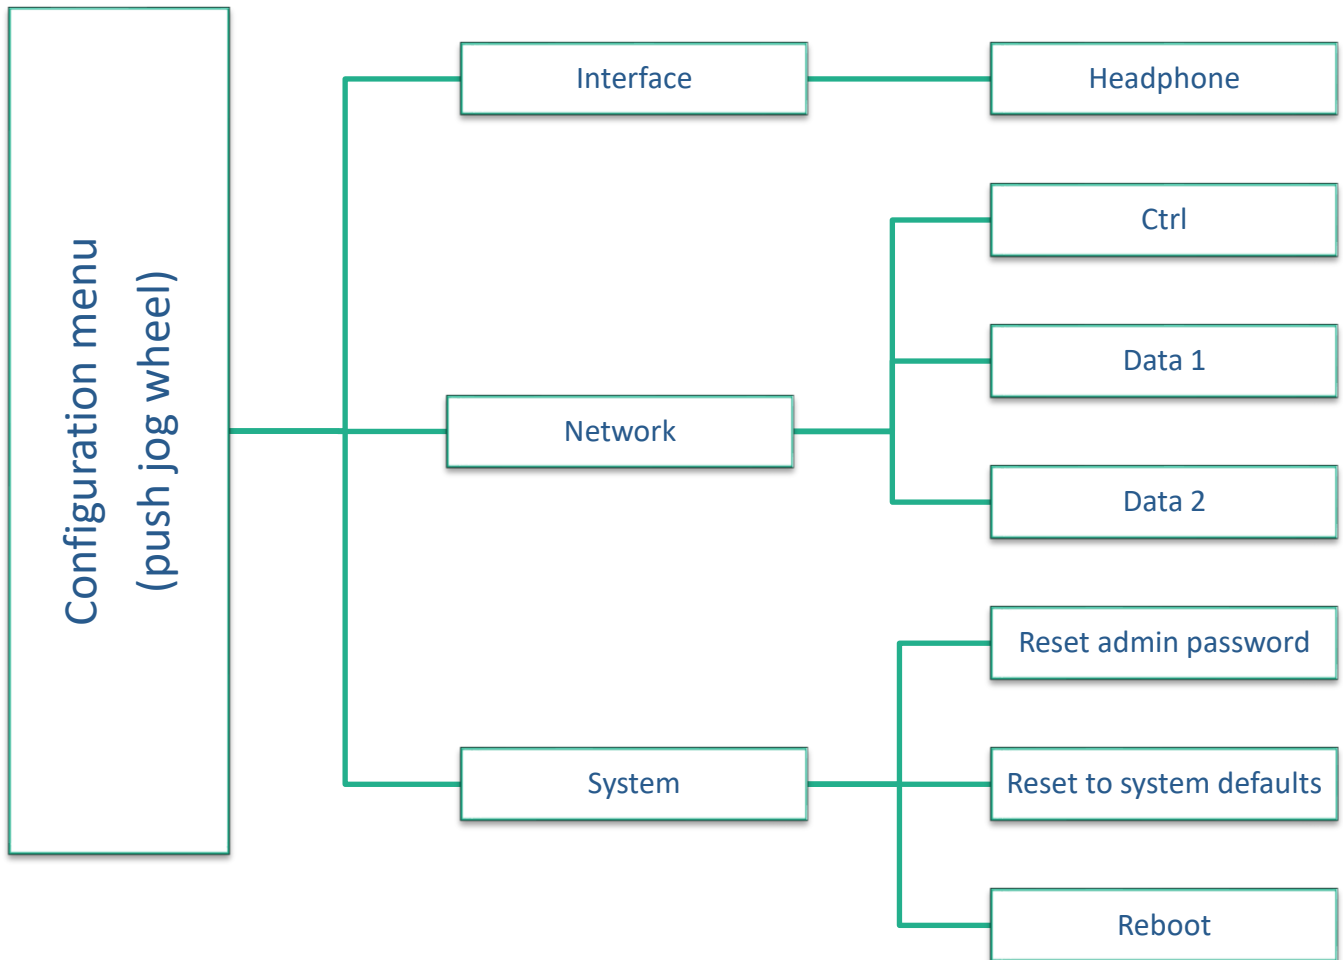 Configuration menu
(push jog wheel)
Interface
Headphone
Network
Ctrl
Data 1
Data 2
System
Reset admin password
Reset to system defaults
Reboot